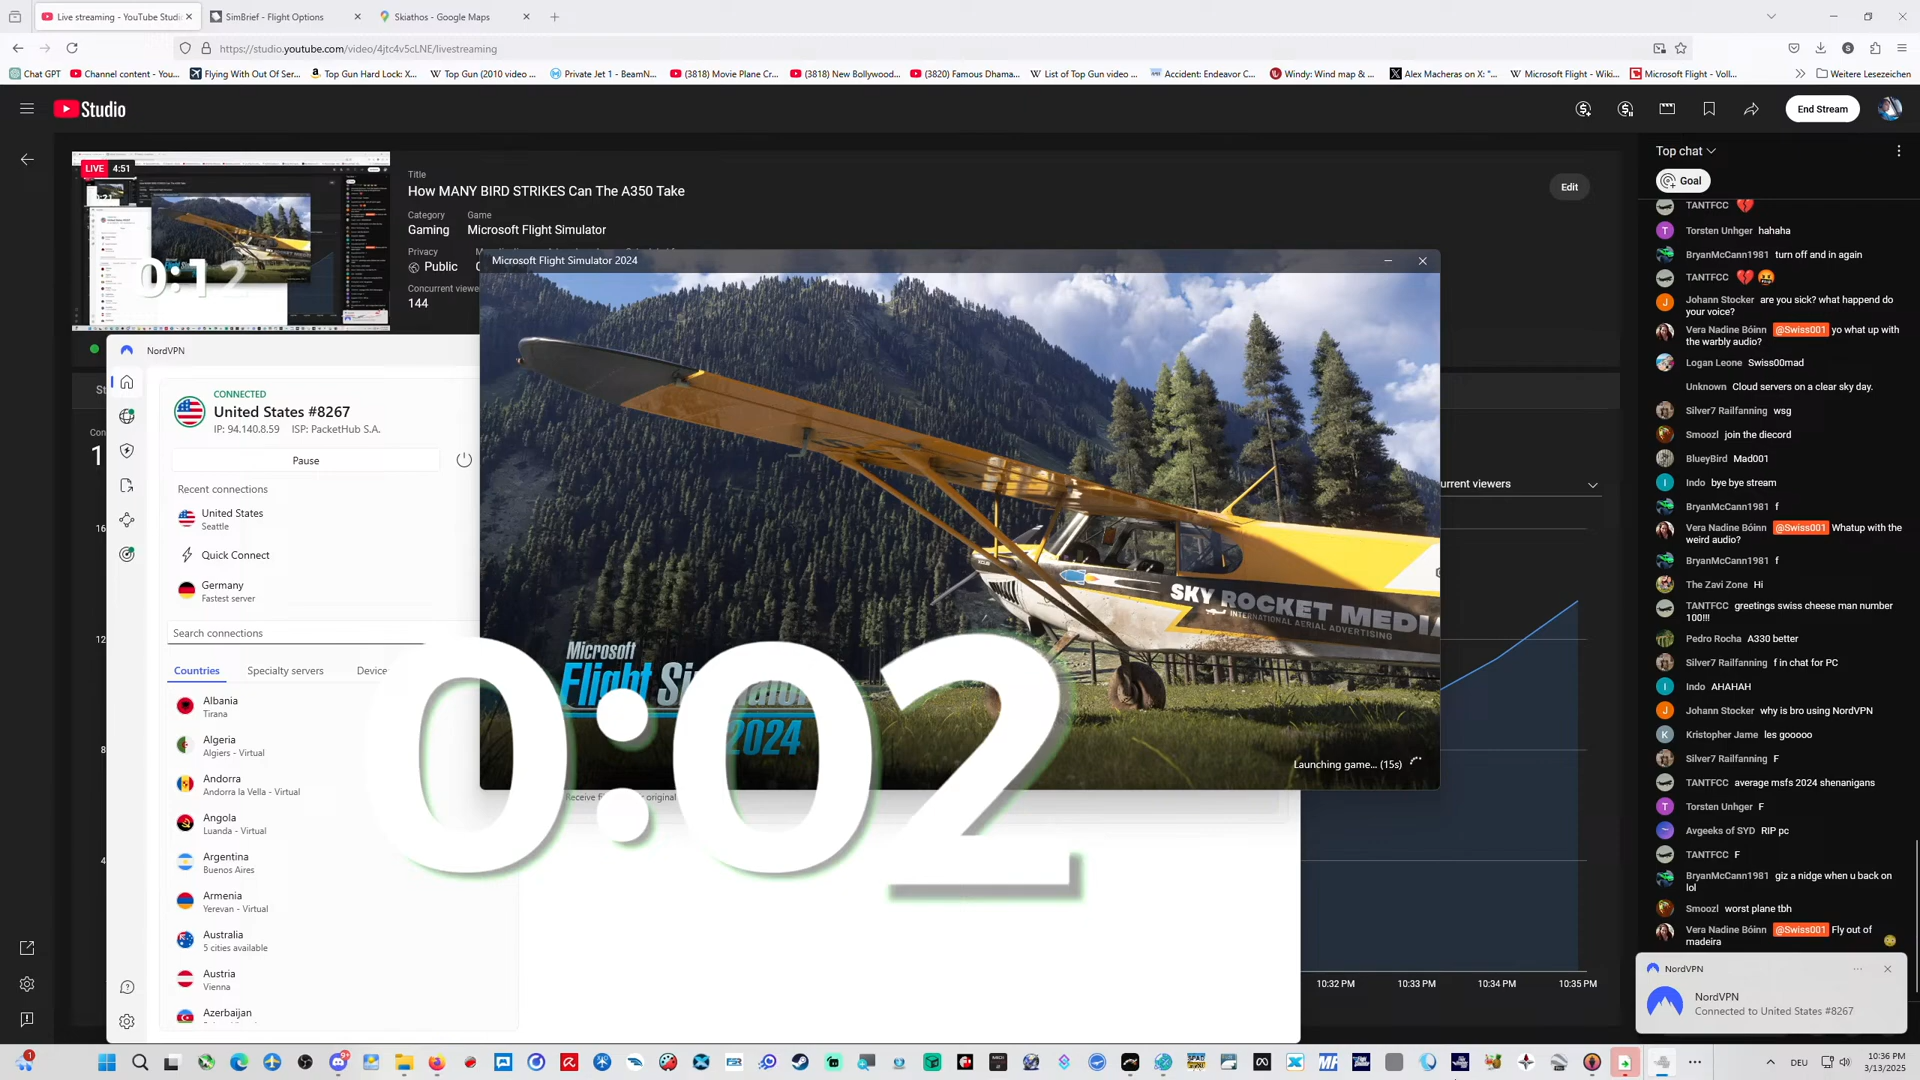 Live streaming - YouTube Studi
SimBrief - Flight Options
Skiathos - Google Maps
https://studio.youtube.com/video/4jtc4v5cLNE/livestreaming
Chat GPT
Channel content - You...
Flying With Out Of Ser...
Top Gun Hard Lock: X...
Top Gun (2010 video ...
Private Jet 1 - BeamN...
(3818) Movie Plane Cr...
(3818) New Bollywood...
(3820) Famous Dhama...
List of Top Gun video ...
Accident: Endeavor C...
Windy: Wind map & ...
Alex Macheras on X: "...
Microsoft Flight - Wiki...
Microsoft Flight - Voll...
Weitere Lesezeichen
Studio
End Stream
LIVE 4:51
0:12
Title
How MANY BIRD STRIKES Can The A350 Take
Category
Game
Gaming
Microsoft Flight Simulator
Privacy
Public
Concurrent viewe
144
Edit
Microsoft Flight Simulator 2024
SKY ROCKET MEDIA
INTERNATIONAL AERIAL ADVERTISING
Microsoft
Flight Si
2024
Launching game... (15s)
NordVPN
CONNECTED
United States #8267
IP: 94.140.8.59 ISP: PacketHub S.A.
Pause
Recent connections
United States
Seattle
Quick Connect
Germany
Fastest server
Search connections
Countries
Specialty servers
Device
Albania
Tirana
Algeria
Algiers - Virtual
Andorra
Andorra la Vella - Virtual
Angola
Luanda - Virtual
Argentina
Buenos Aires
Armenia
Yerevan - Virtual
Australia
5 cities available
Austria
Vienna
Azerbaijan
0:02
urrent viewers
16
12
8
4
10:32 PM
10:33 PM
10:34 PM
10:35 PM
Top chat
Goal
TANTFCC 💔
Torsten Unhger hahaha
BryanMcCann1981 turn off and in again
TANTFCC 💔 🤬
Johann Stocker are you sick? what happend do
your voice?
Vera Nadine Bóinn @Swiss001 yo what up with
the warbly audio?
Logan Leone Swiss00mad
Unknown Cloud servers on a clear sky day.
Silver7 Railfanning wsg
Smoozl join the diecord
BlueyBird Mad001
Indo bye bye stream
BryanMcCann1981 f
Vera Nadine Bóinn @Swiss001 Whatup with the
weird audio?
BryanMcCann1981 f
The Zavi Zone Hi
TANTFCC greetings swiss cheese man number
100!!!
Pedro Rocha A330 better
Silver7 Railfanning f in chat for PC
Indo AHAHAH
Johann Stocker why is bro using NordVPN
Kristopher Jame les gooooo
Silver7 Railfanning F
TANTFCC average msfs 2024 shenanigans
Torsten Unhger F
Avgeeks of SYD RIP pc
TANTFCC F
BryanMcCann1981 giz a nidge when u back on
lol
Smoozl worst plane tbh
Vera Nadine Bóinn @Swiss001 Fly out of
madeira
NordVPN
NordVPN
Connected to United States #8267
DEU
10:36 PM
3/13/2025